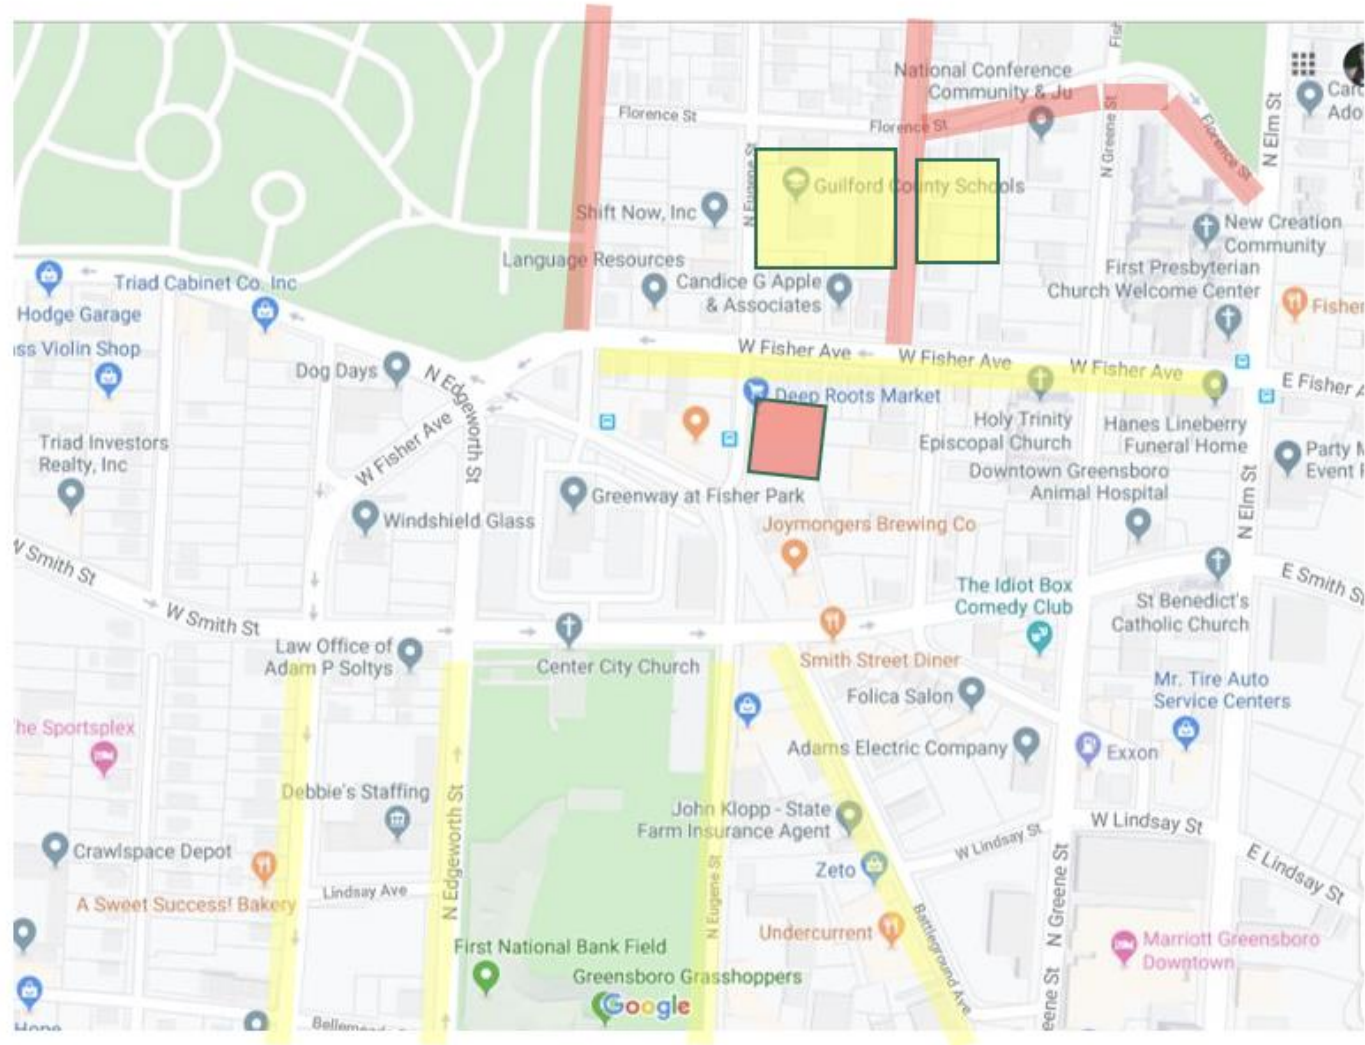 Fish
National Conference
Community & Ju
Florence St
Florence St
N Greene St
Florence St
N Elm St
Ado
N Eugene St
Guilford County Schools
Shift Now, Inc
New Creation
Community
Language Resources
First Presbyterian
Church Welcome Center
Candice G Apple
& Associates
Triad Cabinet Co. Inc
Hodge Garage
Fisher
ss Violin Shop
W Fisher Ave
W Fisher Ave
W Fisher Ave
E Fisher A
Dog Days
N Edgeworth St
Deep Roots Market
Holy Trinity
Episcopal Church
Hanes Lineberry
Funeral Home
W Fisher Ave
Triad Investors
Realty, Inc
Party
Event
Downtown Greensboro
Animal Hospital
N Elm St
Greenway at Fisher Park
Windshield Glass
Joymongers Brewing Co
W Smith St
The Idiot Box
Comedy Club
E Smith St
St Benedict's
Catholic Church
W Smith St
Law Office of
Adam P Soltys
Center City Church
Smith Street Diner
Folica Salon
Mr. Tire Auto
Service Centers
he Sportsplex
Adams Electric Company
Exxon
Debbie's Staffing
John Klopp - State
Farm Insurance Agent
W Lindsay St
W Lindsay St
E Lindsay St
Crawlspace Depot
Zeto
N Edgeworth St
Lindsay Ave
N Eugene St
N Greene St
A Sweet Success! Bakery
Undercurrent
Battleground Ave
First National Bank Field
Marriott Greensboro
Downtown
Greensboro Grasshoppers
Google
eene St
Hope